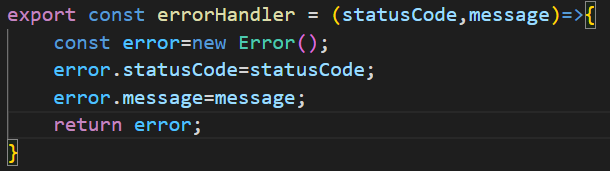 export const errorHandler = (statusCode,message)=>{
    const error=new Error();
    error.statusCode=statusCode;
    error.message=message;
    return error;
}